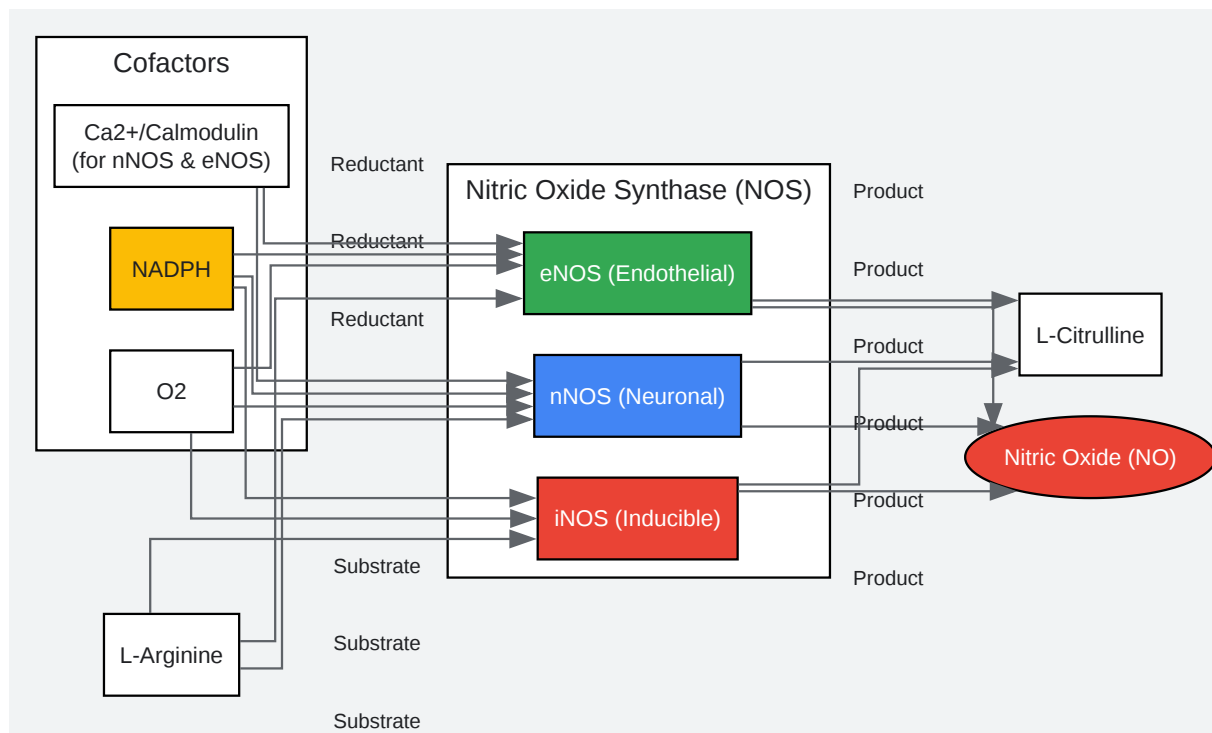 Cofactors
Ca2+/Calmodulin
(for nNOS & eNOS)
NADPH
O2
L-Arginine
Reductant
Reductant
Reductant
Substrate
Substrate
Substrate
Nitric Oxide Synthase (NOS)
eNOS (Endothelial)
nNOS (Neuronal)
iNOS (Inducible)
Product
Product
Product
Product
Product
Product
L-Citrulline
Nitric Oxide (NO)